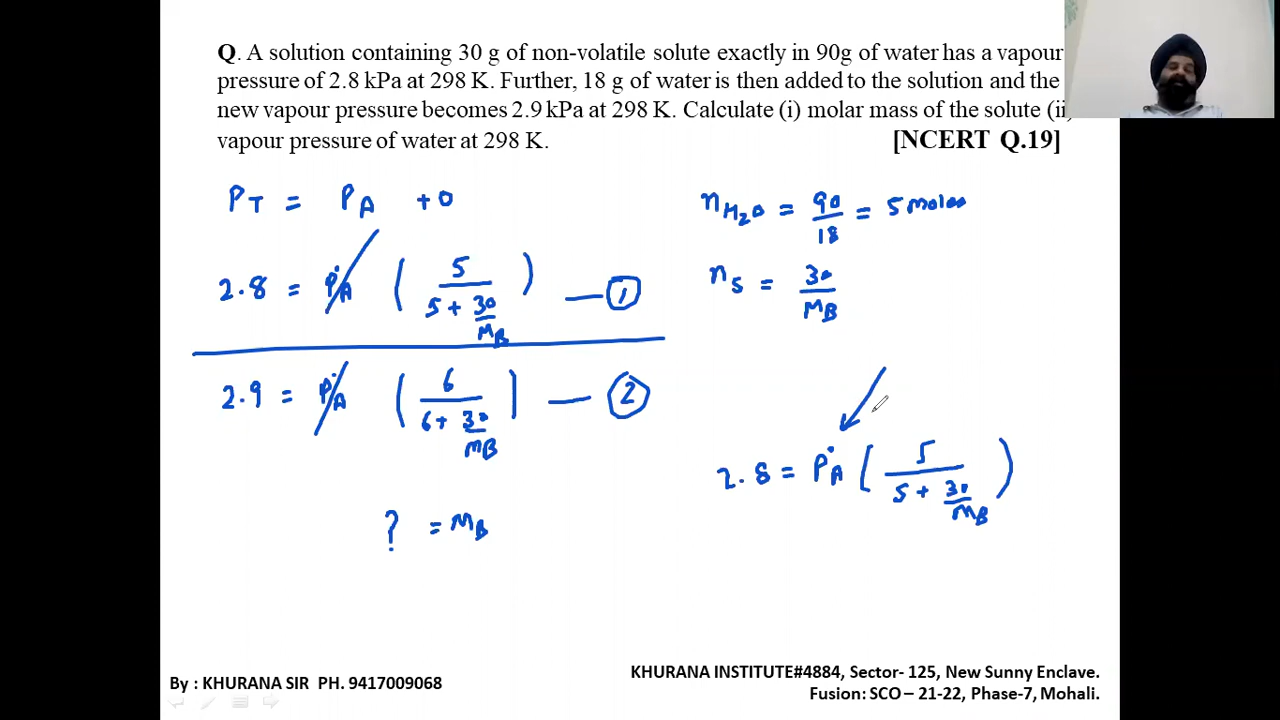 Q. A solution containing 30 g of non-volatile solute exactly in 90g of water has a vapour
pressure of 2.8 kPa at 298 K. Further, 18 g of water is then added to the solution and the
new vapour pressure becomes 2.9 kPa at 298 K. Calculate (i) molar mass of the solute (ii
vapour pressure of water at 298 K. [NCERT Q.19]
PT = PA + 0
nH2O = 90/18 = 5 moles
2.8 = P°A ( 5 / (5 + 30/MB) ) — 1
nS = 30/MB
2.9 = P°A ( 6 / (6 + 30/MB) ) — 2
2.8 = P°A ( 5 / (5 + 30/MB) )
? = MB
By : KHURANA SIR PH. 9417009068
KHURANA INSTITUTE#4884, Sector- 125, New Sunny Enclave.
Fusion: SCO – 21-22, Phase-7, Mohali.